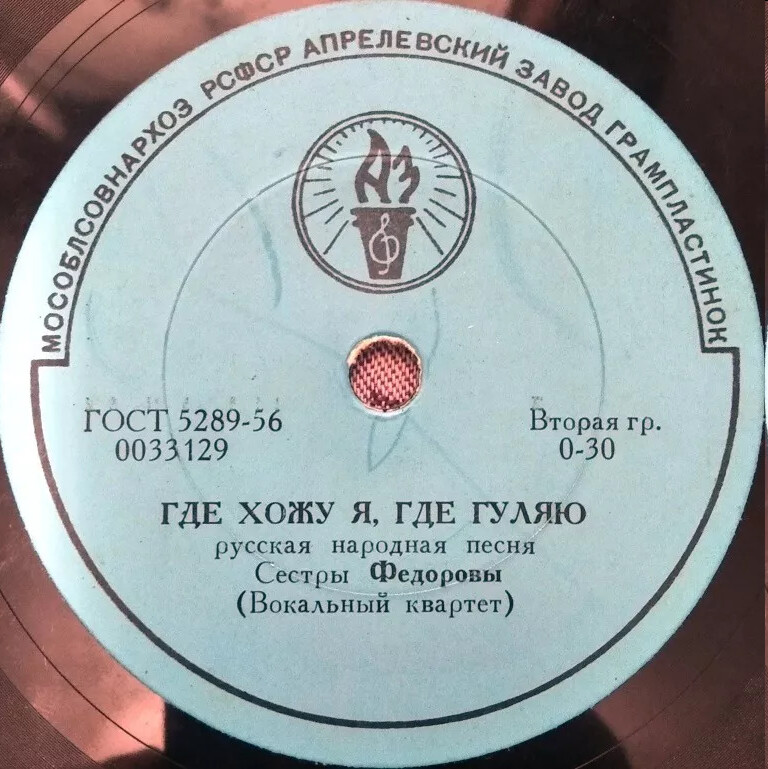 МОСОБЛСОВНАРХОЗ РСФСР АПРЕЛЕВСКИЙ ЗАВОД ГРАМПЛАСТИНОК
АЗ
ГОСТ 5289-56
0033129
Вторая гр.
0-30
ГДЕ ХОЖУ Я, ГДЕ ГУЛЯЮ
русская народная песня
Сестры Федоровы
(Вокальный квартет)